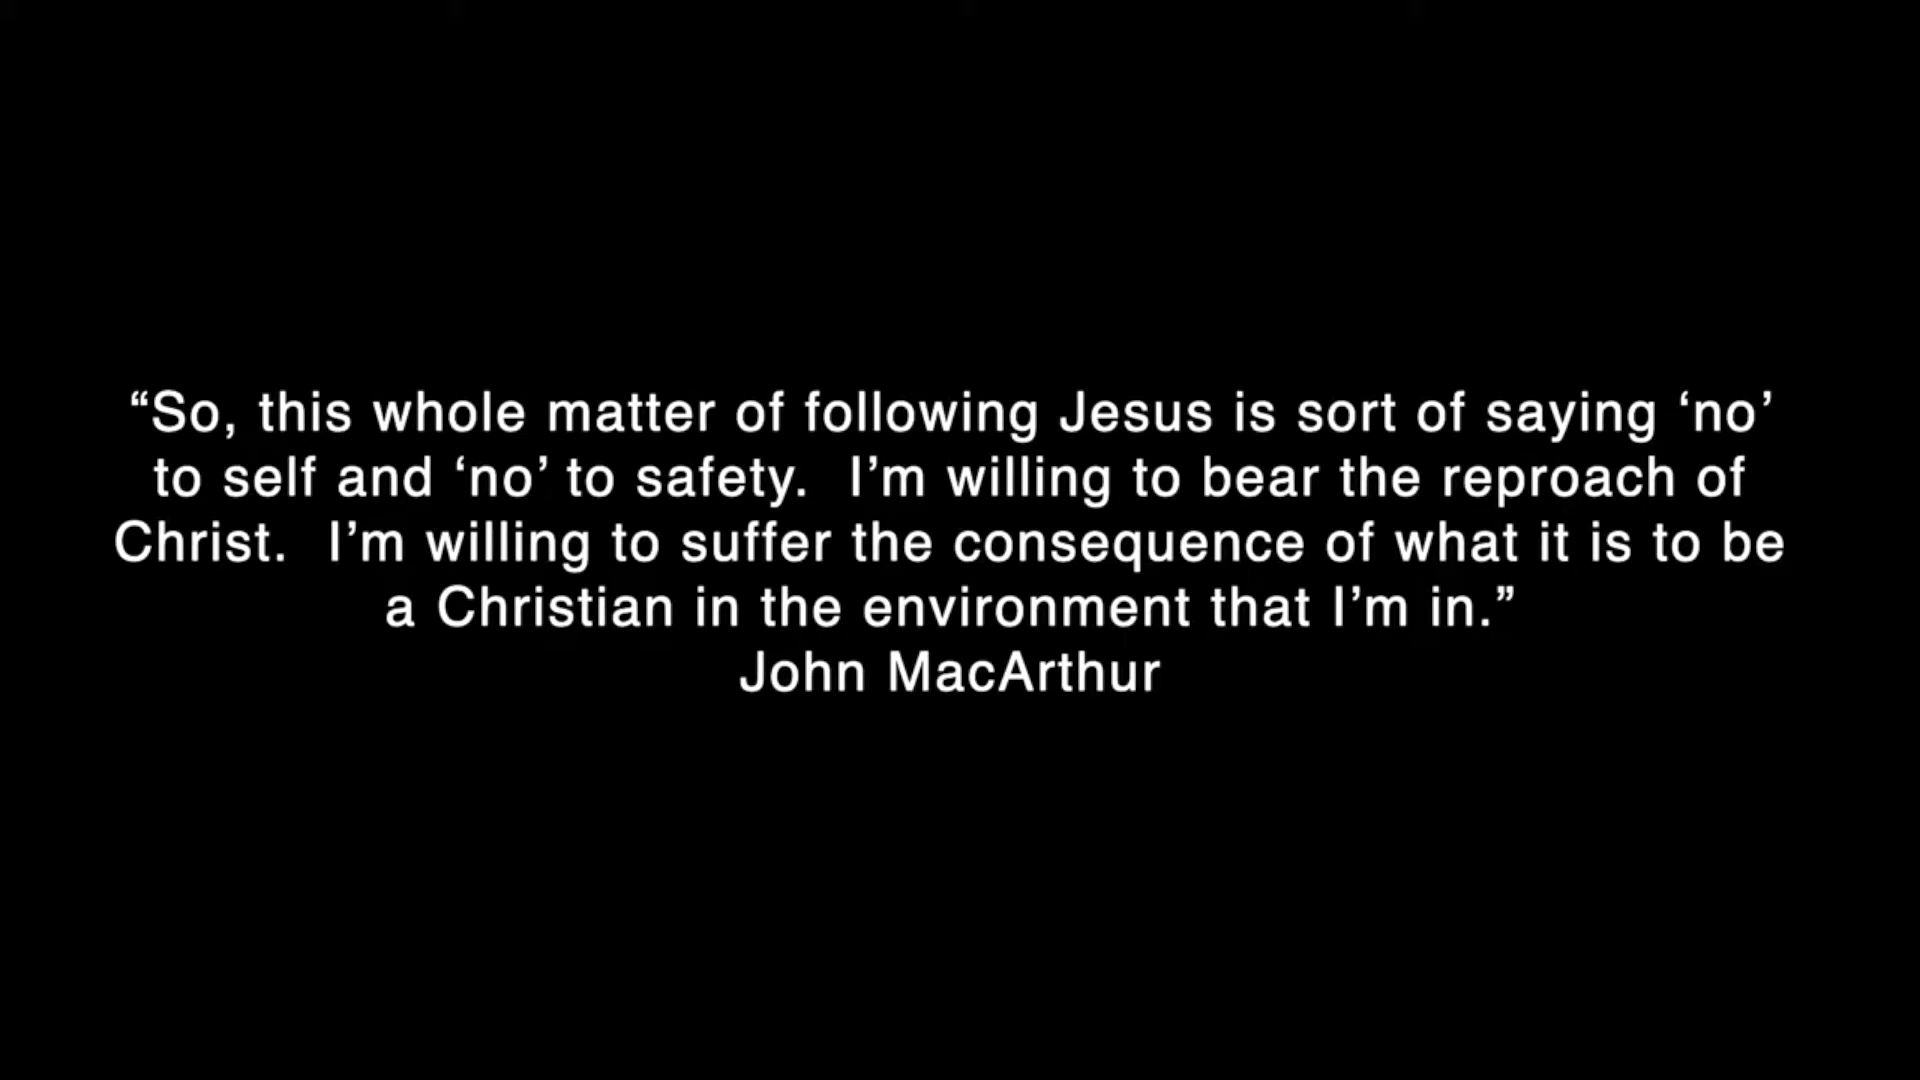 “So, this whole matter of following Jesus is sort of saying ‘no’
to self and ‘no’ to safety.  I’m willing to bear the reproach of
Christ.  I’m willing to suffer the consequence of what it is to be
a Christian in the environment that I’m in.”
John MacArthur